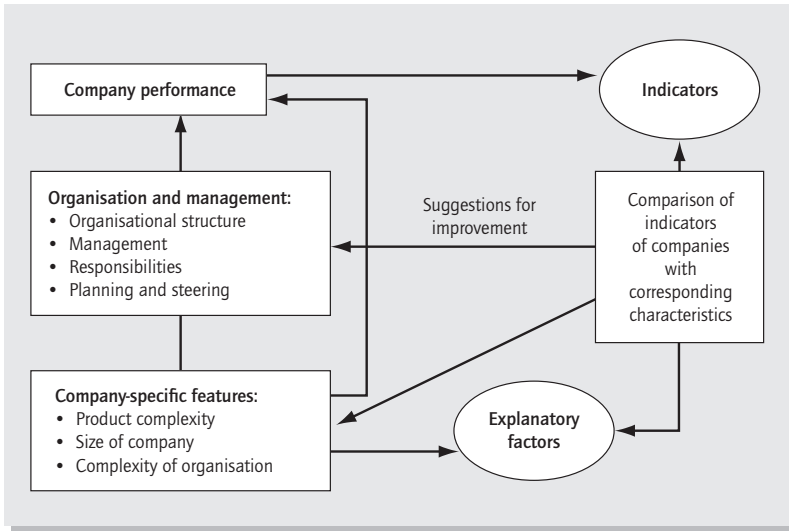 Company performance
Indicators
Organisation and management:
• Organisational structure
• Management
• Responsibilities
• Planning and steering
Suggestions for
improvement
Comparison of
indicators
of companies
with
corresponding
characteristics
Company-specific features:
• Product complexity
• Size of company
• Complexity of organisation
Explanatory
factors